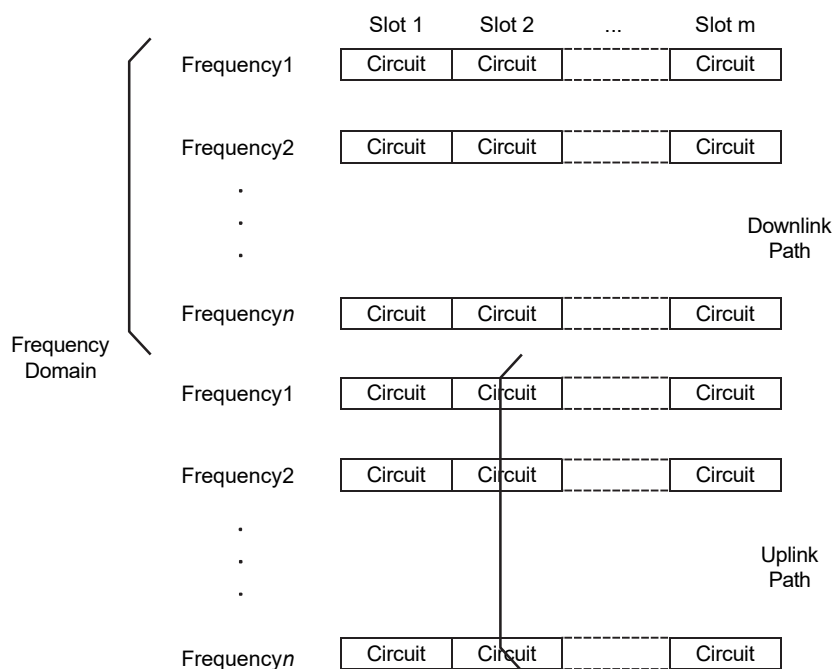 Slot 1 Slot 2 ... Slot m
Frequency1 Circuit Circuit Circuit
Frequency2 Circuit Circuit Circuit
.
.
.
Downlink
Path
Frequencyn Circuit Circuit Circuit
Frequency
Domain
Frequency1 Circuit Circuit Circuit
Frequency2 Circuit Circuit Circuit
.
.
.
Uplink
Path
Frequencyn Circuit Circuit Circuit